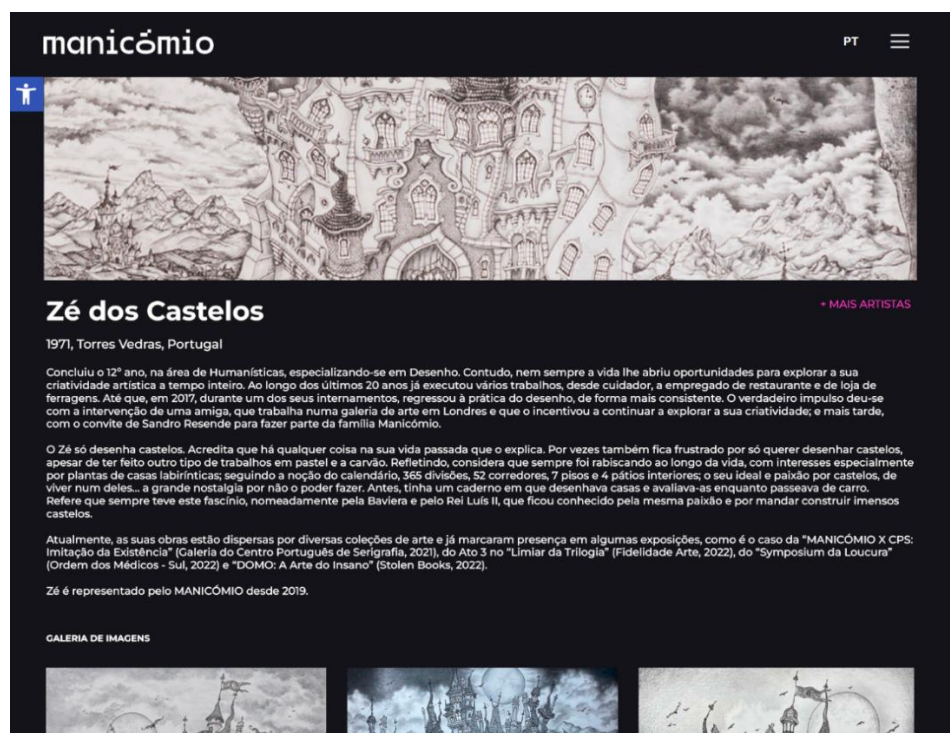 manicómio
PT
Zé dos Castelos
+ MAIS ARTISTAS
1971, Torres Vedras, Portugal
Concluiu o 12º ano, na área de Humanísticas, especializando-se em Desenho. Contudo, nem sempre a vida lhe abriu oportunidades para explorar a sua
criatividade artística a tempo inteiro. Ao longo dos últimos 20 anos já executou vários trabalhos, desde cuidador, a empregado de restaurante e de loja de
ferragens. Até que, em 2017, durante um dos seus internamentos, regressou à prática do desenho, de forma mais consistente. O verdadeiro impulso deu-se
com a intervenção de uma amiga, que trabalha numa galeria de arte em Londres e que o incentivou a continuar a explorar a sua criatividade; e mais tarde,
com o convite de Sandro Resende para fazer parte da família Manicómio.
O Zé só desenha castelos. Acredita que há qualquer coisa na sua vida passada que o explica. Por vezes também fica frustrado por só querer desenhar castelos,
apesar de ter feito outro tipo de trabalhos em pastel e a carvão. Refletindo, considera que sempre foi rabiscando ao longo da vida, com interesses especialmente
por plantas de casas labirínticas; seguindo a noção do calendário, 365 divisões, 52 corredores, 7 pisos e 4 pátios interiores; o seu ideal e paixão por castelos, de
viver num deles... a grande nostalgia por não o poder fazer. Antes, tinha um caderno em que desenhava casas e avaliava-as enquanto passeava de carro.
Refere que sempre teve este fascínio, nomeadamente pela Baviera e pelo Rei Luís II, que ficou conhecido pela mesma paixão e por mandar construir imensos
castelos.
Atualmente, as suas obras estão dispersas por diversas coleções de arte e já marcaram presença em algumas exposições, como é o caso da “MANICÓMIO X CPS:
Imitação da Existência” (Galeria do Centro Português de Serigrafia, 2021), do Ato 3 no “Limiar da Trilogia” (Fidelidade Arte, 2022), do “Symposium da Loucura”
(Ordem dos Médicos - Sul, 2022) e “DOMO: A Arte do Insano” (Stolen Books, 2022).
Zé é representado pelo MANICÓMIO desde 2019.
GALERIA DE IMAGENS